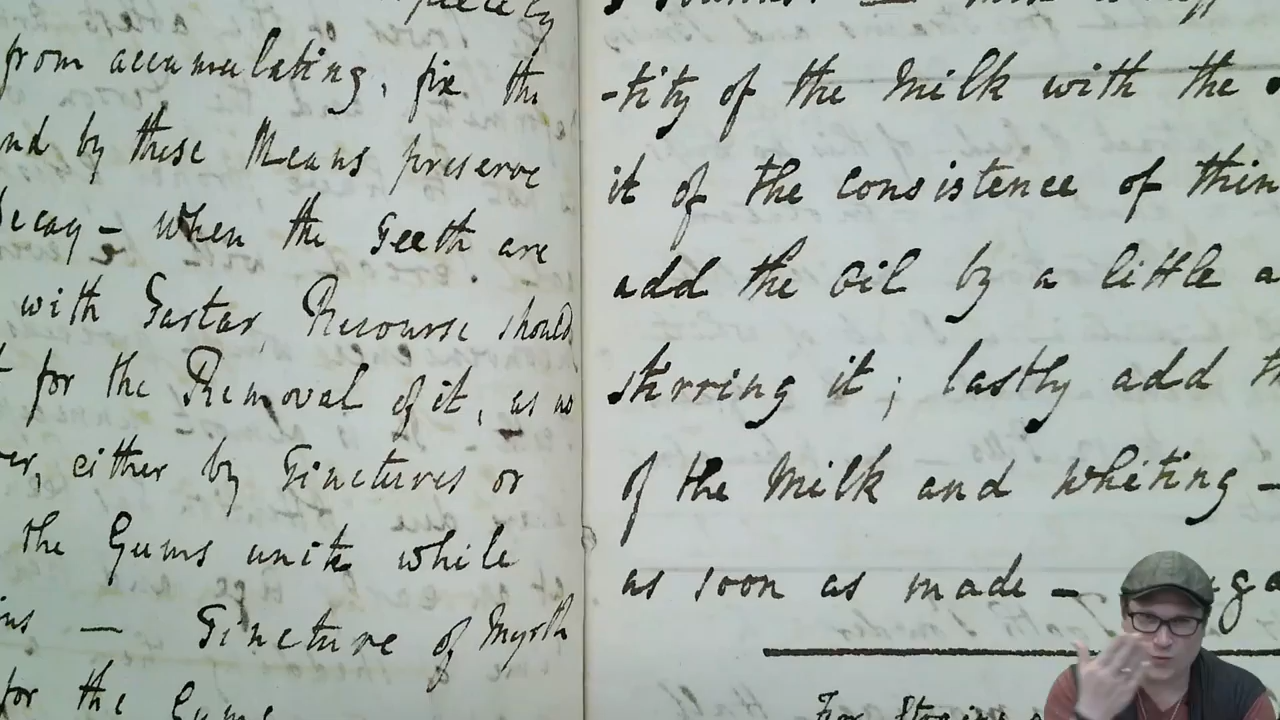 from accumulating, fix the
nd by these Means preserve
Decay - When the Teeth are
with Tartar, Recourse should
for the Removal of it, as no
ver, either by Tinctures or
the Gums unite while
ins — Tincture of Myrrh
for the Gums
-tity of the Milk with the
it of the Consistence of thin
add the Oil by a little a
stirring it; lastly add th
of the Milk and Whiting -
as soon as made -